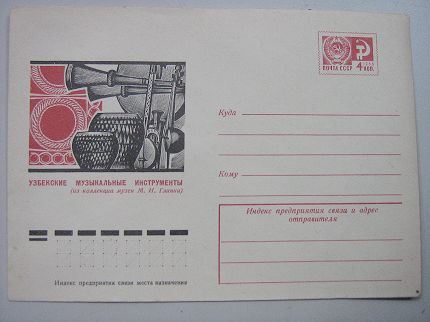 ПОЧТА СССР 4 КОП.
УЗБЕКСКИЕ МУЗЫКАЛЬНЫЕ ИНСТРУМЕНТЫ
(из коллекции музея М. И. Глинки)
Куда
Кому
Индекс предприятия связи и адрес
отправителя
Индекс предприятия связи места назначения